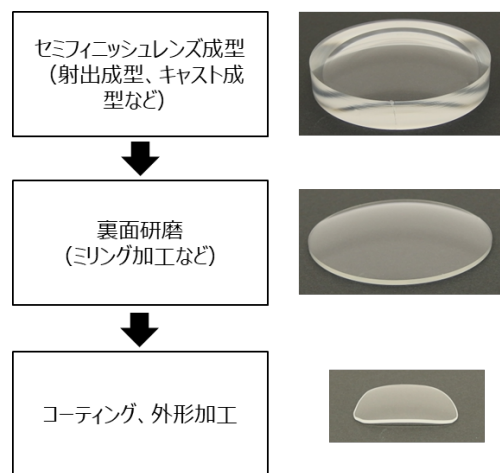 セミフィニッシュレンズ成型
（射出成型、キャスト成
型など）
裏面研磨
（ミリング加工など）
コーティング、外形加工